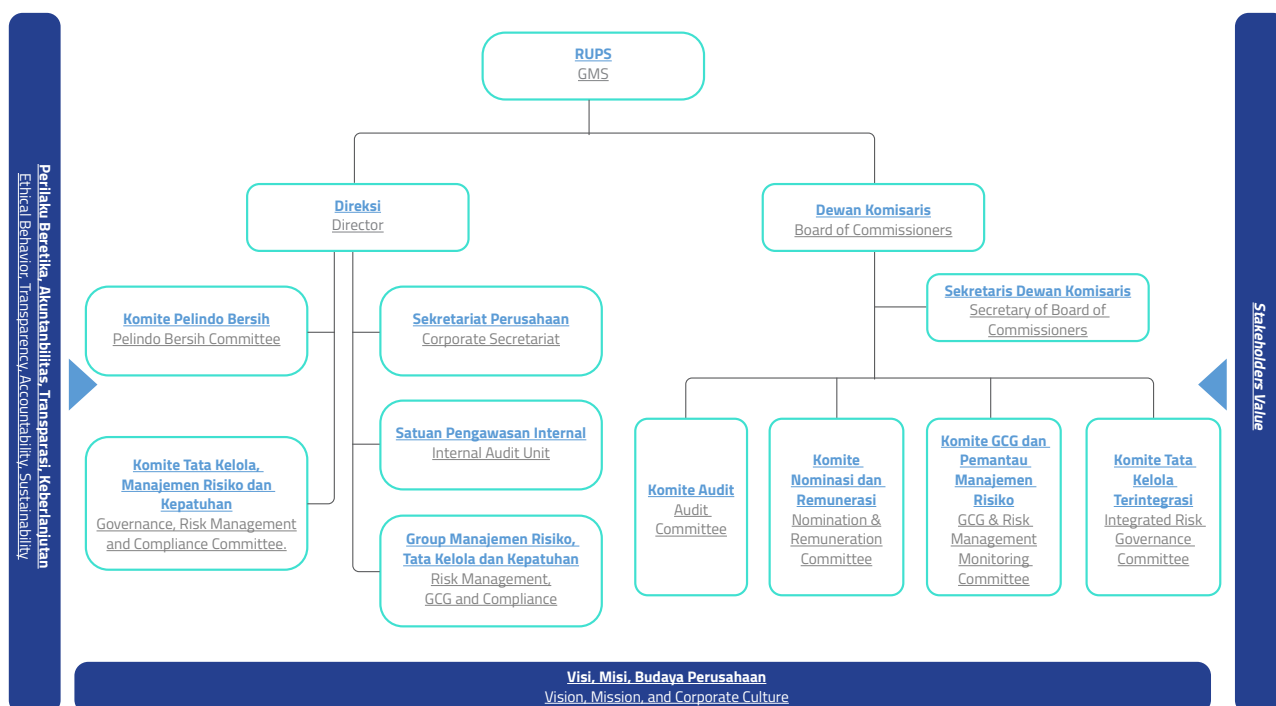 RUPS
GMS
Direksi
Director
Dewan Komisaris
Board of Commissioners
Sekretaris Dewan Komisaris
Secretary of Board of
Commissioners
Komite Pelindo Bersih
Pelindo Bersih Committee
Sekretariat Perusahaan
Corporate Secretariat
Satuan Pengawasan Internal
Internal Audit Unit
Komite Tata Kelola,
Manajemen Risiko dan
Kepatuhan
Governance, Risk Management
and Compliance Committee.
Group Manajemen Risiko,
Tata Kelola dan Kepatuhan
Risk Management,
GCG and Compliance
Komite Audit
Audit
Committee
Komite
Nominasi dan
Remunerasi
Nomination &
Remuneration
Committee
Komite GCG dan
Pemantau
Manajemen
Risiko
GCG & Risk
Management
Monitoring
Committee
Komite Tata
Kelola
Terintegrasi
Integrated Risk
Governance
Committee
Perilaku Beretika, Akuntanbilitas, Transparasi, Keberlanjutan
Ethical Behavior, Transparency, Accountability, Sustainability
Stakeholders Value
Visi, Misi, Budaya Perusahaan
Vision, Mission, and Corporate Culture